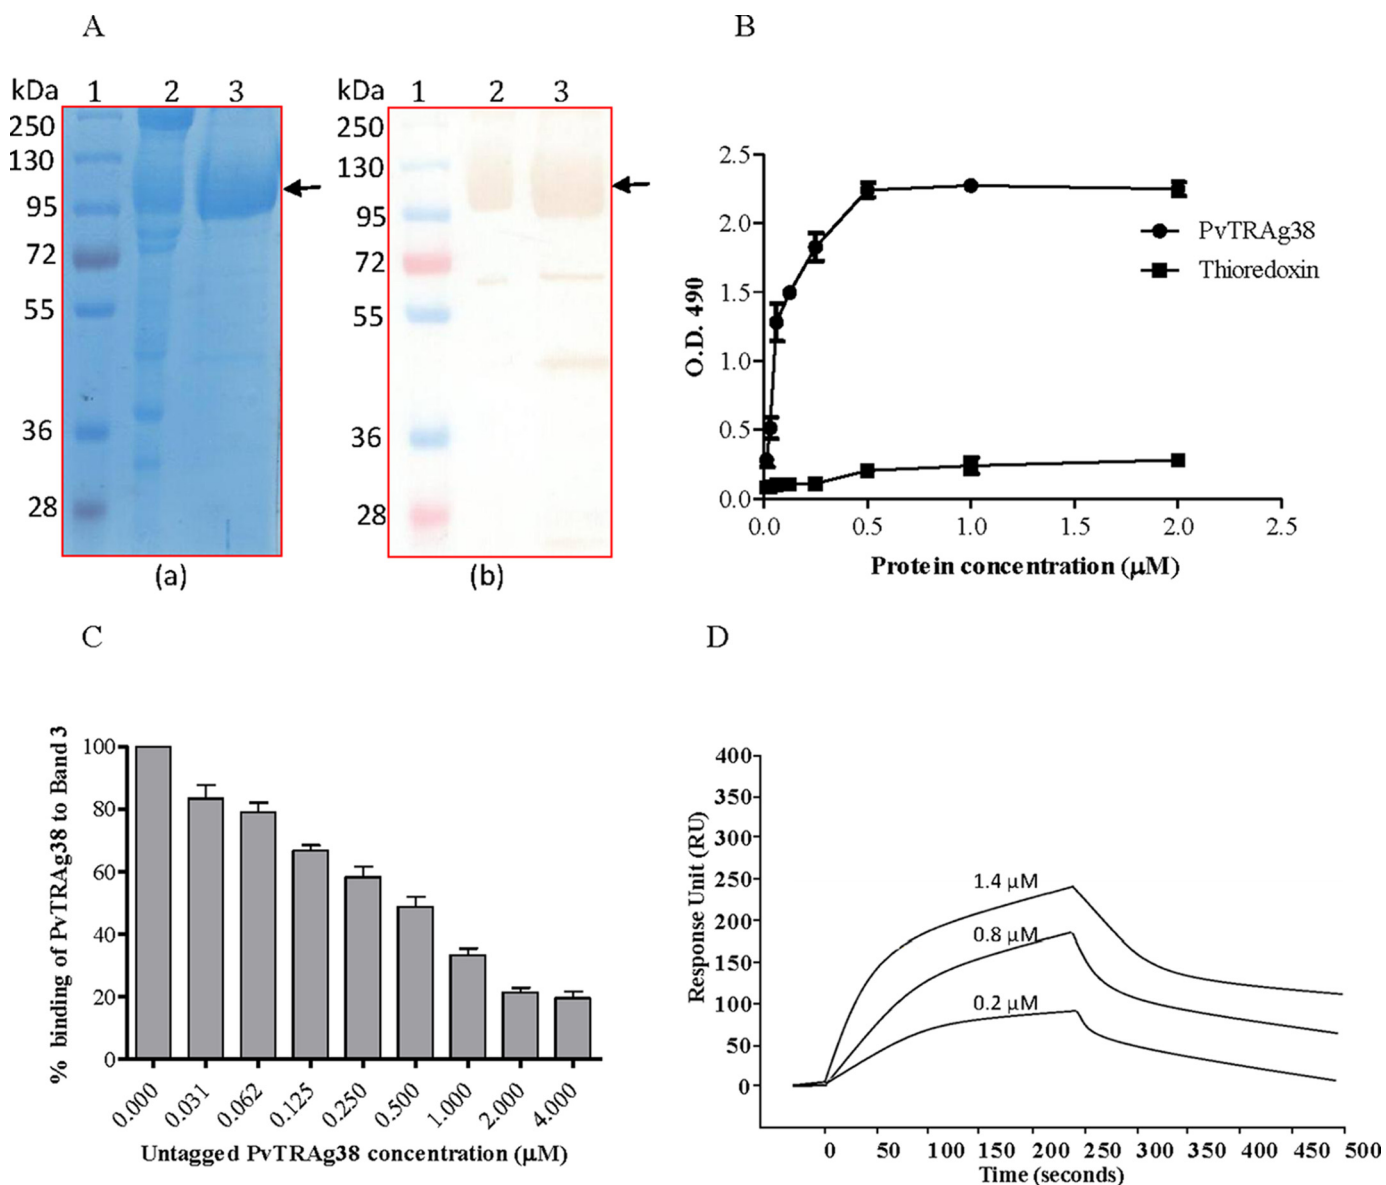 A
kDa 1 2 3
250
130
95
72
55
36
28
(a)
kDa 1 2 3
250
130
95
72
55
36
28
(b)
B
O.D. 490
2.5
2.0
1.5
1.0
0.5
0.0
0.0 0.5 1.0 1.5 2.0 2.5
Protein concentration (μM)
PvTRAg38
Thioredoxin
C
% binding of PvTRAg38 to Band 3
100
80
60
40
20
0
0.000 0.031 0.062 0.125 0.250 0.500 1.000 2.000 4.000
Untagged PvTRAg38 concentration (μM)
D
Response Unit (RU)
400
350
300
250
200
150
100
50
0
1.4 μM
0.8 μM
0.2 μM
0 50 100 150 200 250 300 350 400 450 500
Time (seconds)